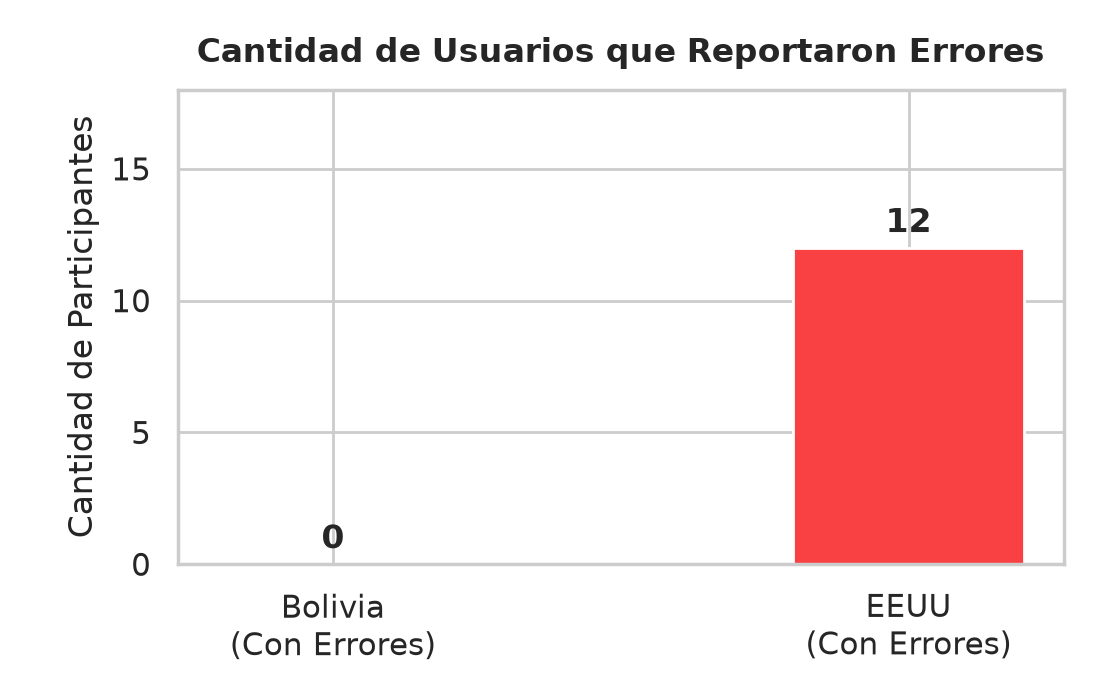 Cantidad de Usuarios que Reportaron Errores
Cantidad de Participantes
15
10
5
0
12
0
Bolivia
(Con Errores)
EEUU
(Con Errores)